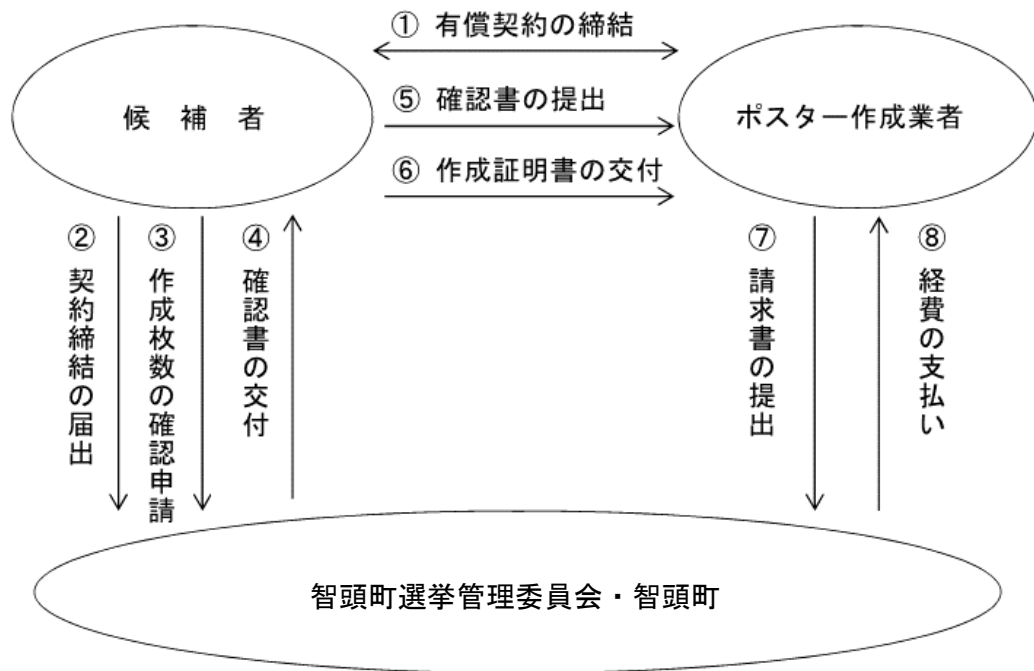 ① 有償契約の締結
候 補 者
⑤ 確認書の提出
ポスター作成業者
⑥ 作成証明書の交付
② 契約締結の届出
③ 作成枚数の確認申請
④ 確認書の交付
⑦ 請求書の提出
⑧ 経費の支払い
智頭町選挙管理委員会・智頭町